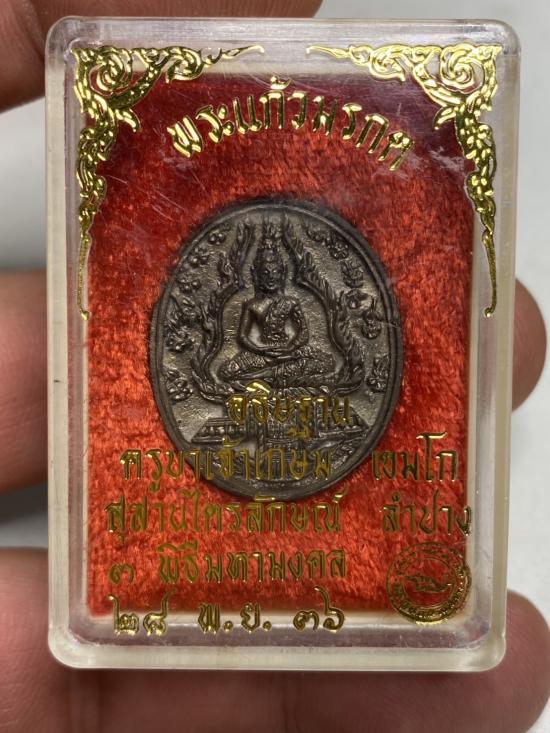 พระแก้วมรกต
อธิษฐาน
ครูบาเจ้าเกษม เขมโก
สุสานไตรลักษณ์ ลำปาง
๓ พิธีมหามงคล
๒๘ พ.ย. ๓๖